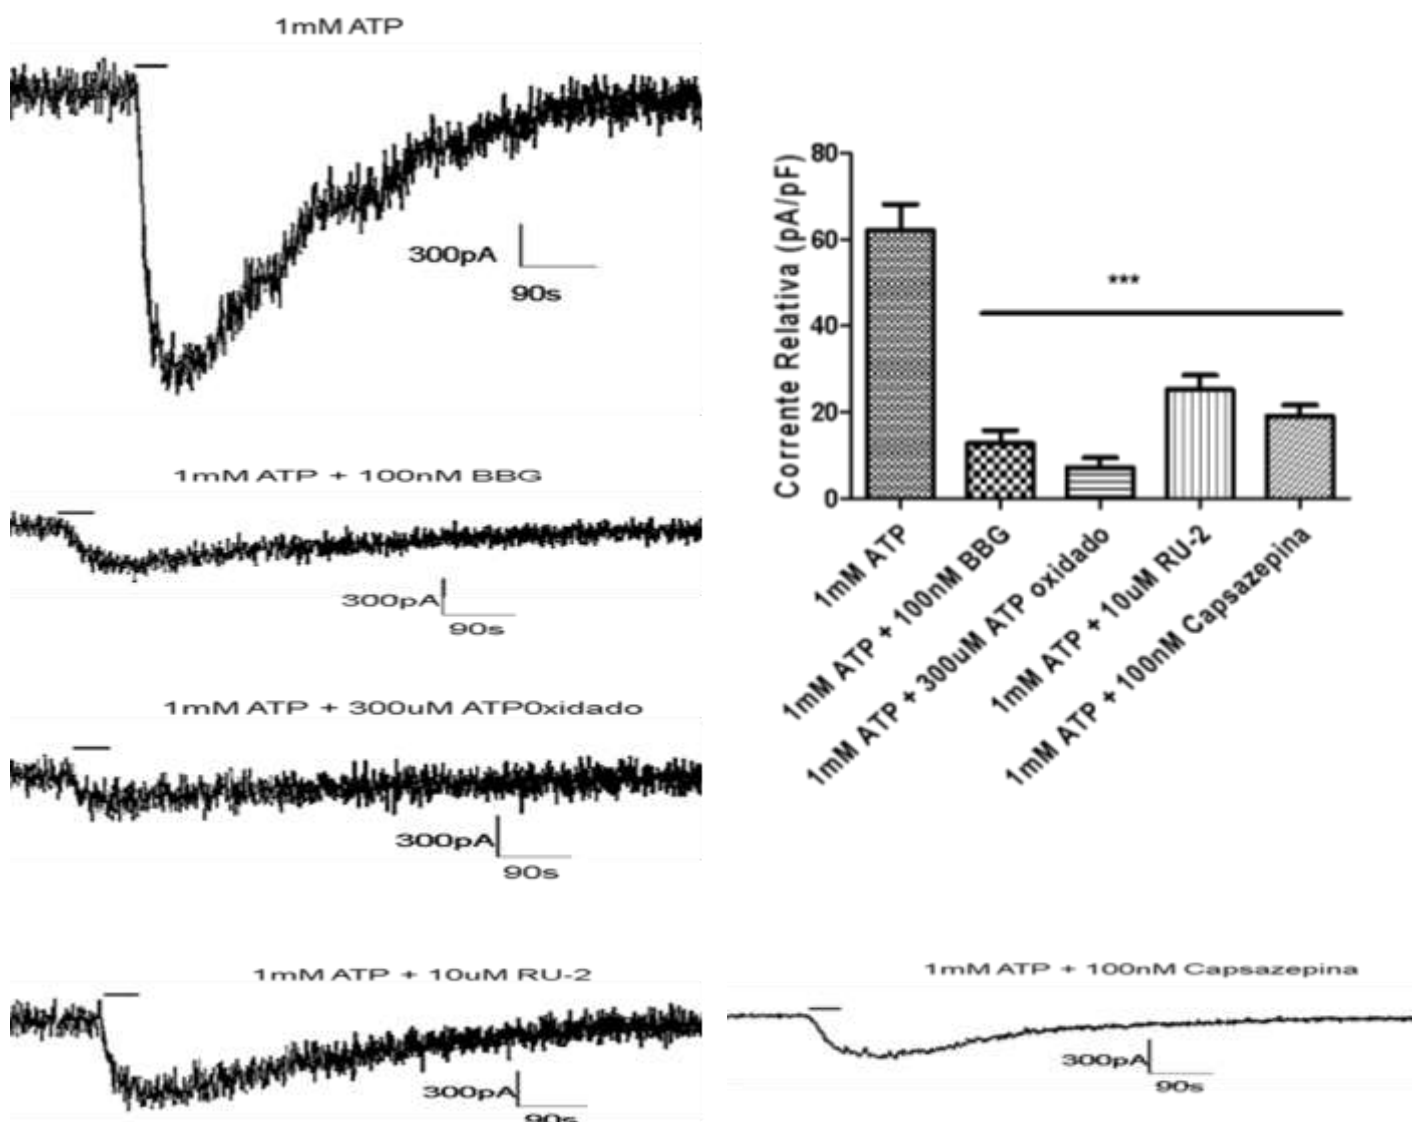 1mM ATP
300pA
90s
1mM ATP + 100nM BBG
300pA
90s
1mM ATP + 300uM ATPOxidado
300pA
90s
1mM ATP + 10uM RU-2
300pA
90s
Corrente Relativa (pA/pF)
80
60
40
20
0
***
1mM ATP
1mM ATP + 100nM BBG
1mM ATP + 300uM ATP oxidado
1mM ATP + 10uM RU-2
1mM ATP + 100nM Capsazepina
1mM ATP + 100nM Capsazepina
300pA
90s